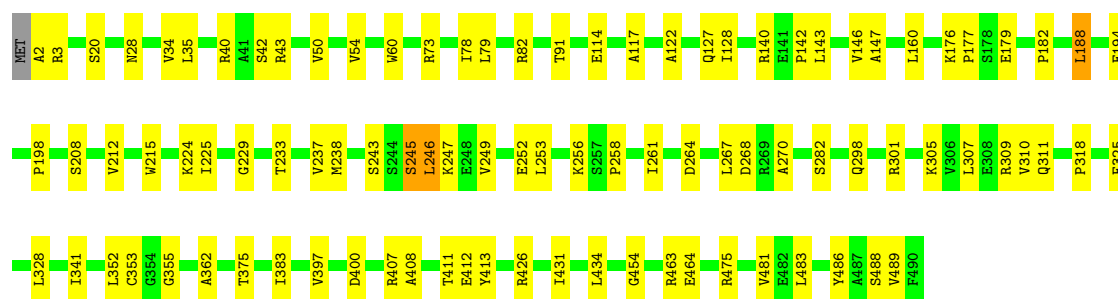 MET A2 R3 S20 N28 V34 L35 R40 A41 S42 R43 V50 V54 W60 R73 I78 L79 R82 T91 E114 A117 A122 Q127 I128 R140 E141 P142 L143 V146 A147 L160 K176 P177 S178 E179 P182 L188
P198 S208 V212 W215 K224 I225 G229 T233 V237 M238 S243 S244 S245 L246 K247 E248 V249 E252 L253 K256 S257 P258 I261 D264 L267 D268 R269 A270 S282 Q298 R301 K305 V306 L307 E308 R309 V310 Q311 P318
L328 I341 L352 C353 G354 G355 A362 T375 I383 V397 D400 R407 A408 T411 E412 Y413 R426 I431 L434 G454 R463 E464 R475 V481 E482 L483 Y486 A487 S488 V489 F490